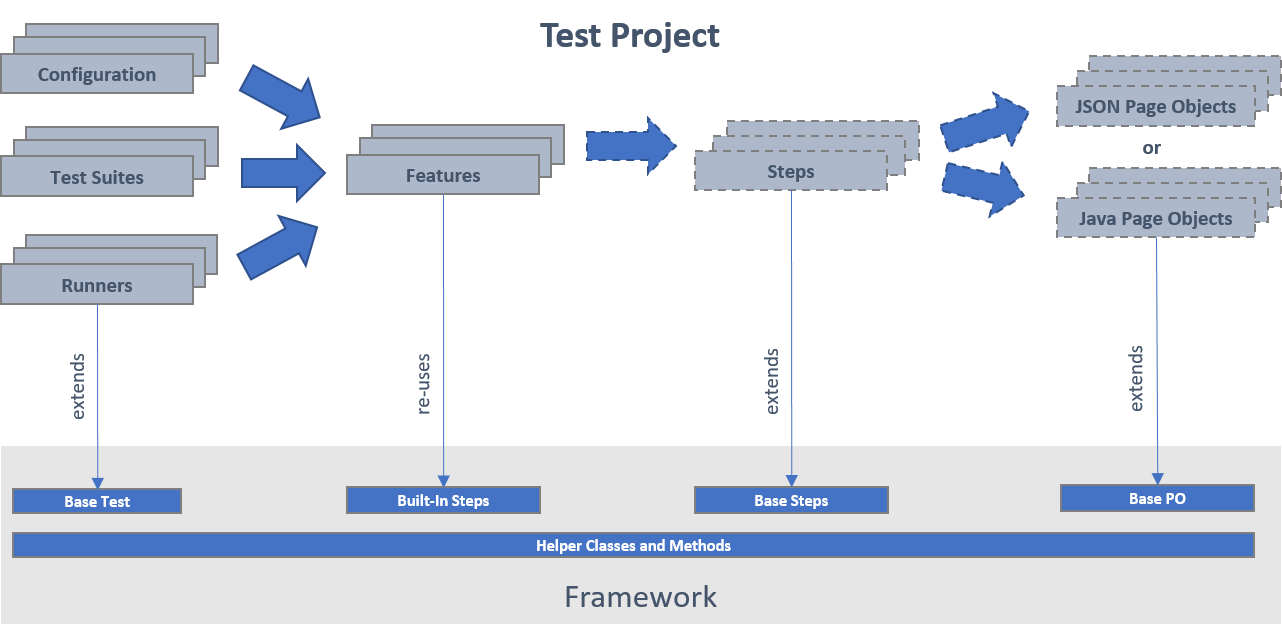 Test Project
Configuration
Test Suites
Runners
Features
Steps
JSON Page Objects
or
Java Page Objects
extends
re-uses
extends
extends
Base Test
Built-In Steps
Base Steps
Base PO
Helper Classes and Methods
Framework